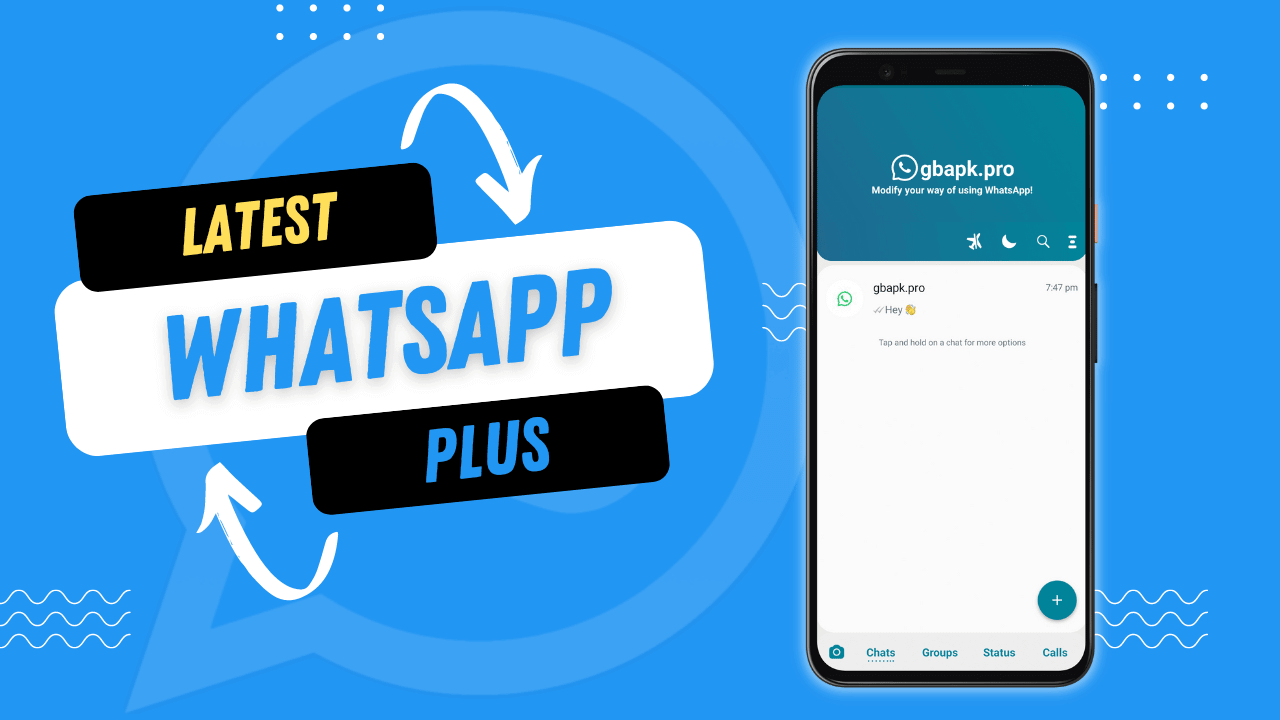 LATEST
WHATSAPP
PLUS
gbapk.pro
Modify your way of using WhatsApp!
gbapk.pro
7:47 pm
Hey 👋
Tap and hold on a chat for more options
Chats
Groups
Status
Calls